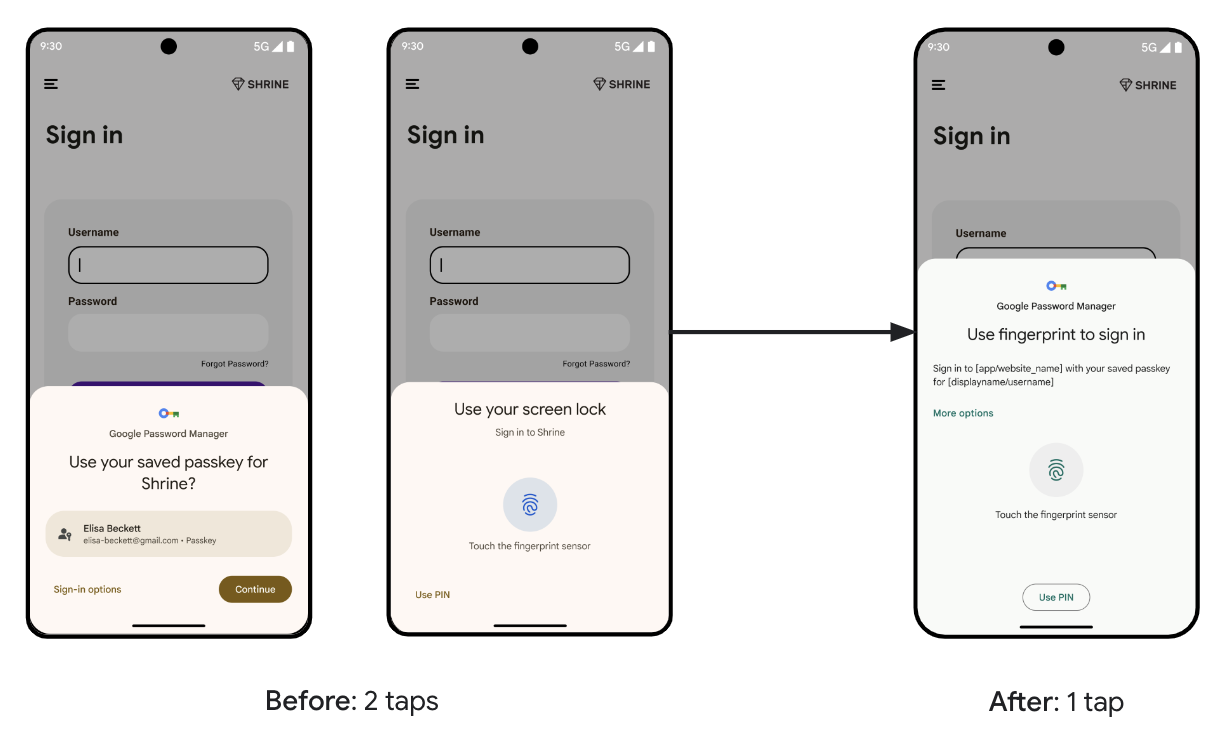 9:30
5G
SHRINE
Sign in
Username
Password
Forgot Password?
Google Password Manager
Use your saved passkey for
Shrine?
Elisa Beckett
elisa-beckett@gmail.com • Passkey
Sign-in options
Continue
9:30
5G
SHRINE
Sign in
Username
Password
Forgot Password?
Use your screen lock
Sign in to Shrine
Touch the fingerprint sensor
Use PIN
Before: 2 taps
9:30
5G
SHRINE
Sign in
Username
Google Password Manager
Use fingerprint to sign in
Sign in to [app/website_name] with your saved passkey
for [displayname/username]
More options
Touch the fingerprint sensor
Use PIN
After: 1 tap